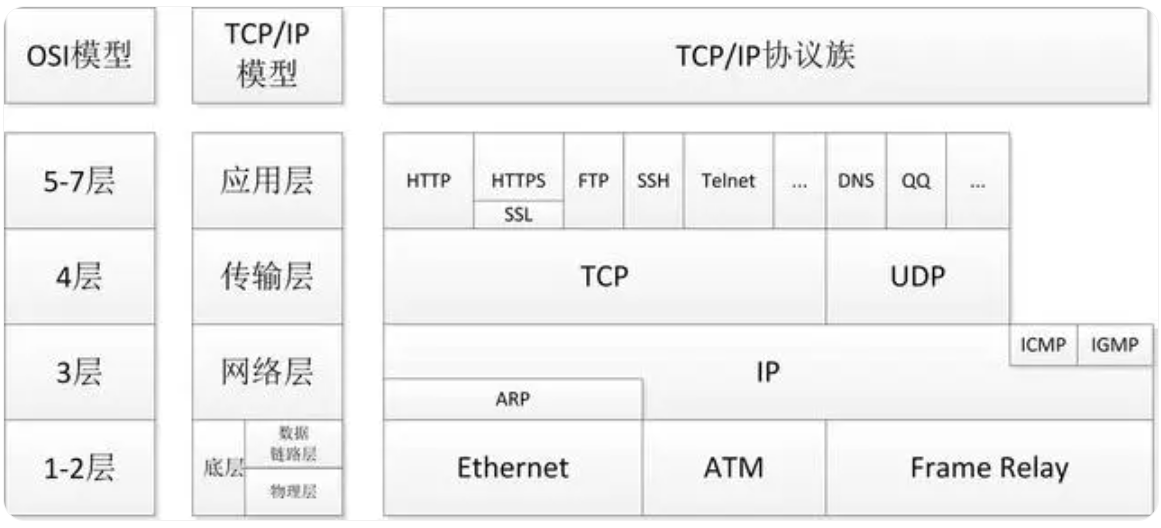 OSI模型
TCP/IP
模型
TCP/IP协议族
5-7层
应用层
HTTP
HTTPS
SSL
FTP
SSH
Telnet
...
DNS
QQ
...
4层
传输层
TCP
UDP
3层
网络层
IP
ICMP
IGMP
ARP
1-2层
底层
数据
链路层
物理层
Ethernet
ATM
Frame Relay